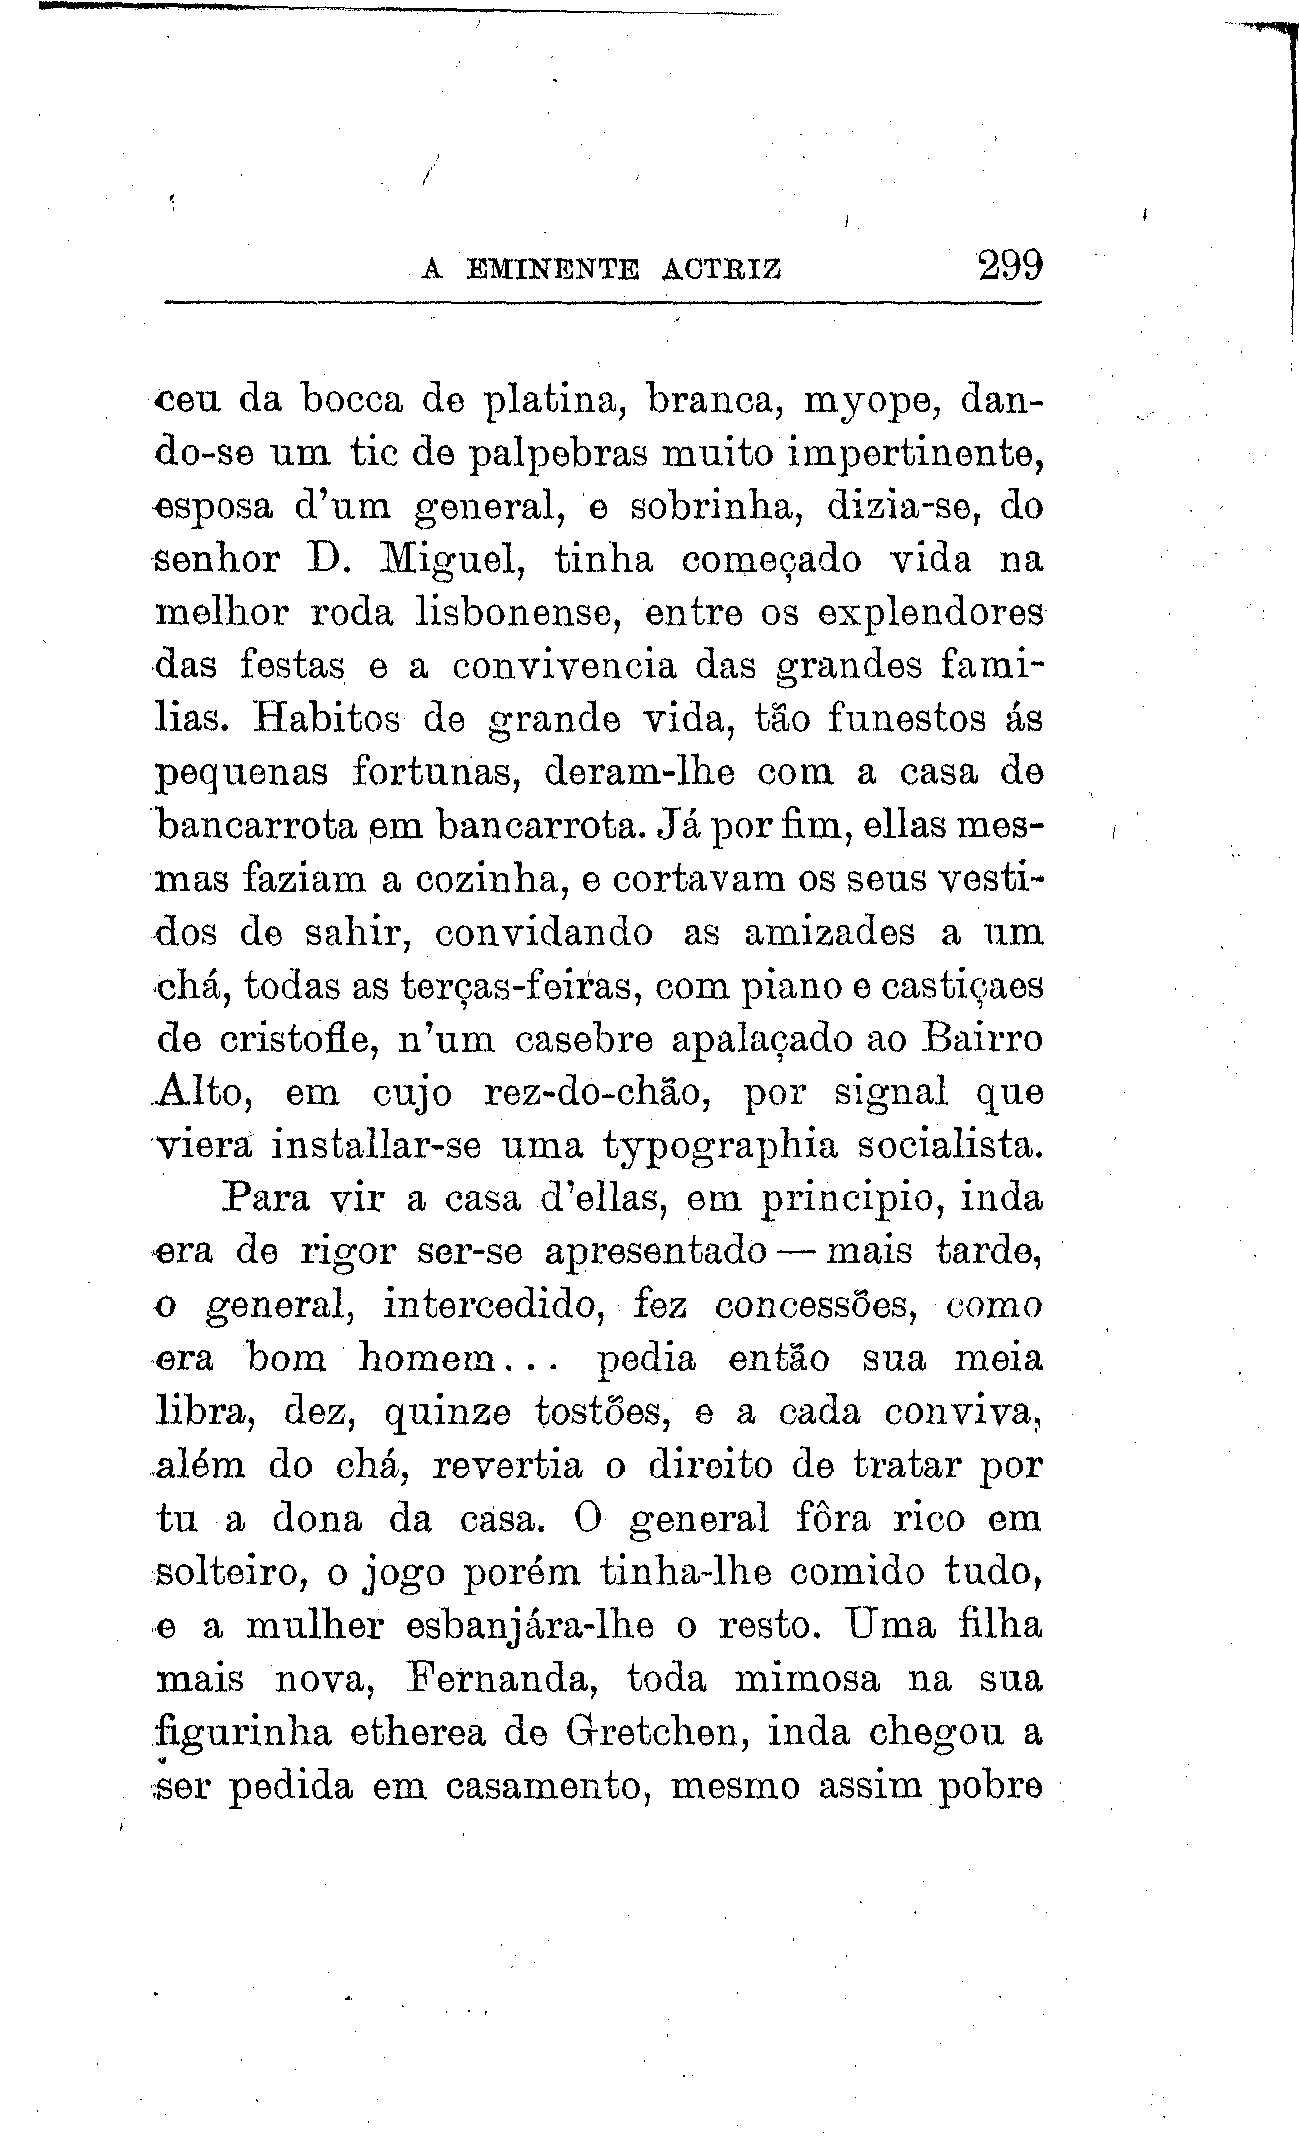 A EMINENTE ACTRIZ 299
ceu da bocca de platina, branca, myope, dan-
do-se um tic de palpebras muito impertinente,
esposa d'um general, e sobrinha, dizia-se, do
senhor D. Miguel, tinha começado vida na
melhor roda lisbonense, entre os explendores
das festas e a convivencia das grandes fami-
lias. Habitos de grande vida, tão funestos ás
pequenas fortunas, deram-lhe com a casa de
bancarrota em bancarrota. Já por fim, ellas mes-
mas faziam a cozinha, e cortavam os seus vesti-
dos de sahir, convidando as amizades a um
chá, todas as terças-feiras, com piano e castiçaes
de cristofle, n'um casebre apalaçado ao Bairro
Alto, em cujo rez-do-chão, por signal que
viera installar-se uma typographia socialista.
Para vir a casa d'ellas, em principio, inda
era de rigor ser-se apresentado — mais tarde,
o general, intercedido, fez concessões, como
era bom homem... pedia então sua meia
libra, dez, quinze tostões, e a cada conviva,
além do chá, revertia o direito de tratar por
tu a dona da casa. O general fôra rico em
solteiro, o jogo porém tinha-lhe comido tudo,
e a mulher esbanjára-lhe o resto. Uma filha
mais nova, Fernanda, toda mimosa na sua
figurinha etherea de Gretchen, inda chegou a
ser pedida em casamento, mesmo assim pobre